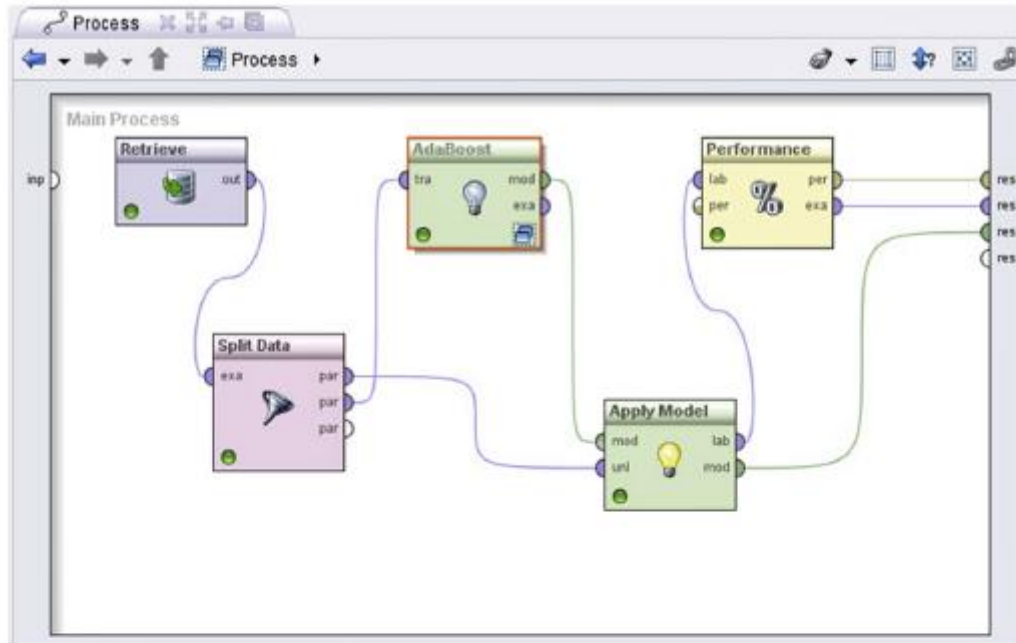 Process
Process
Main Process
Retrieve
out
inp
AdaBoost
tra
mod
exa
Performance
lab
per
per
exa
res
res
res
res
Split Data
exa
par
par
par
Apply Model
mod
lab
unl
mod